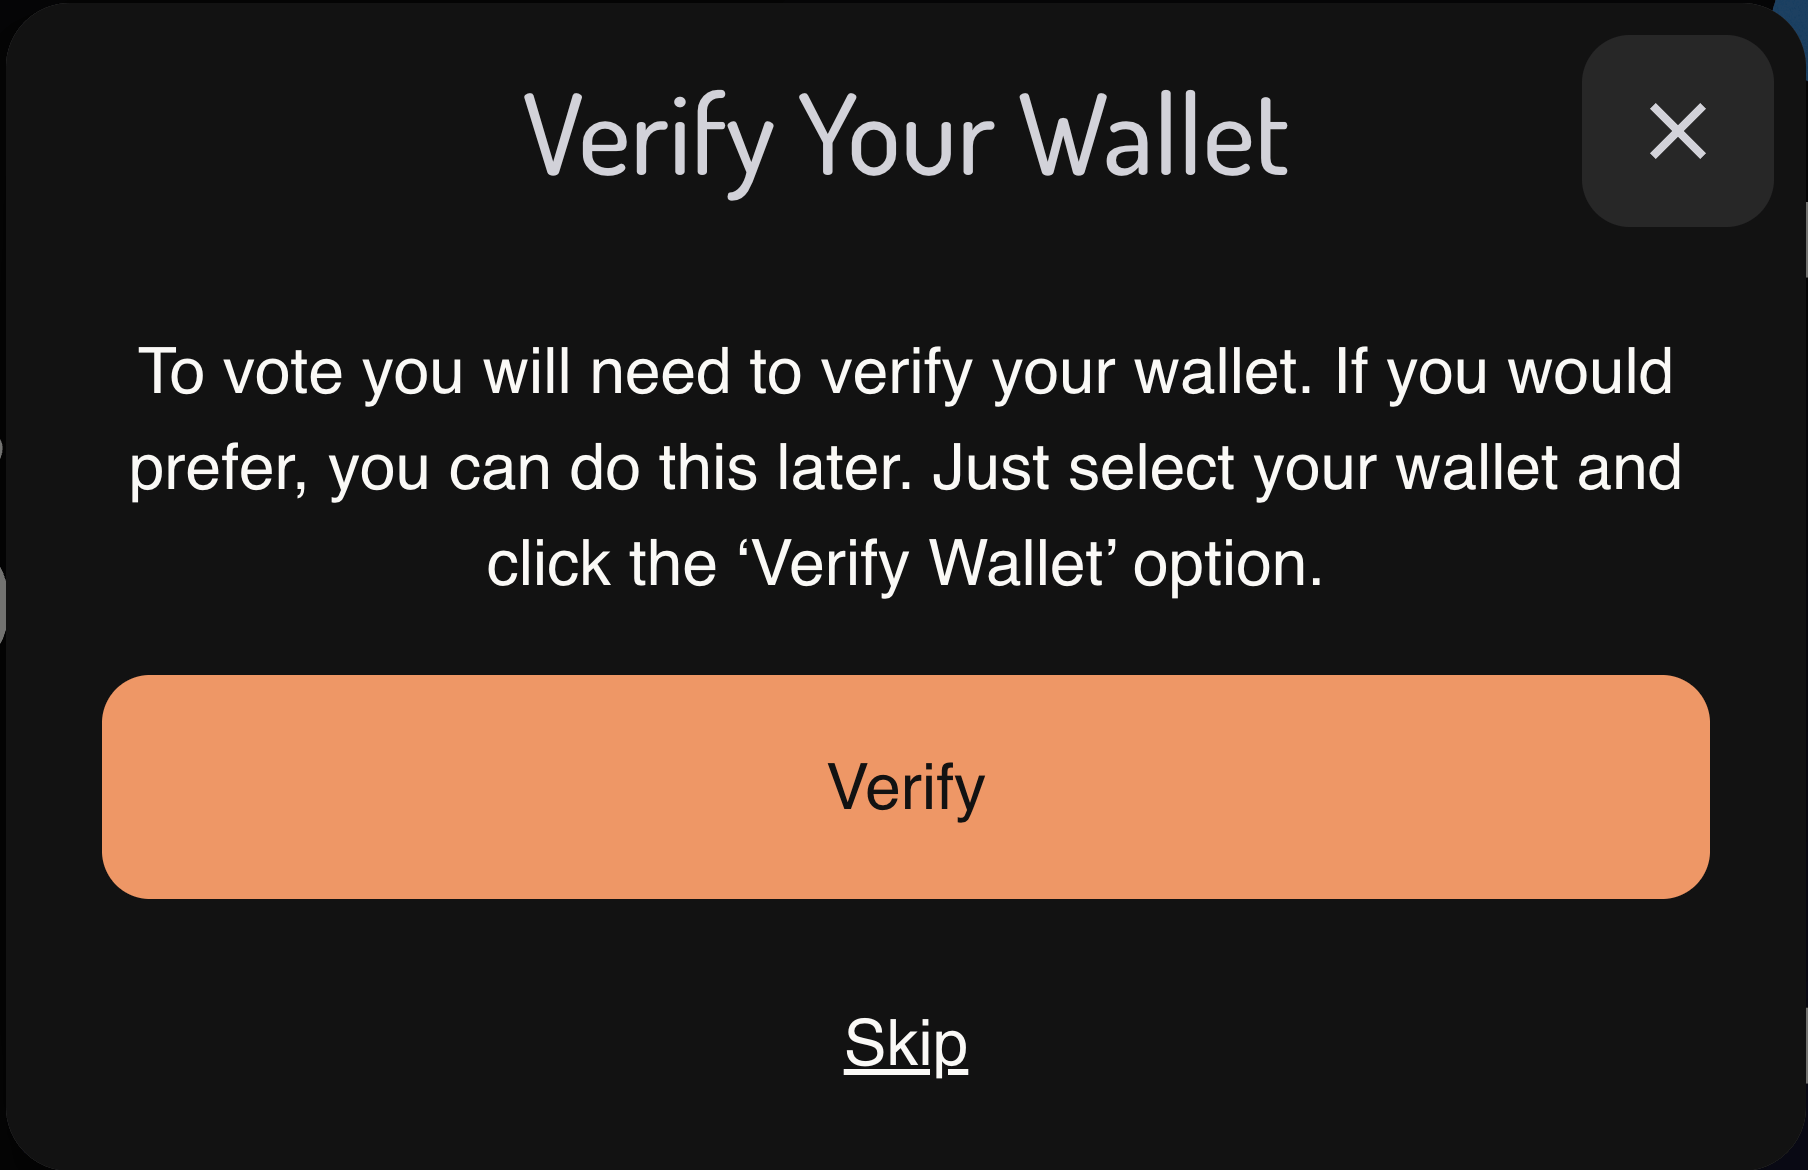 Verify Your Wallet
To vote you will need to verify your wallet. If you would
prefer, you can do this later. Just select your wallet and
click the ‘Verify Wallet’ option.
Verify
Skip